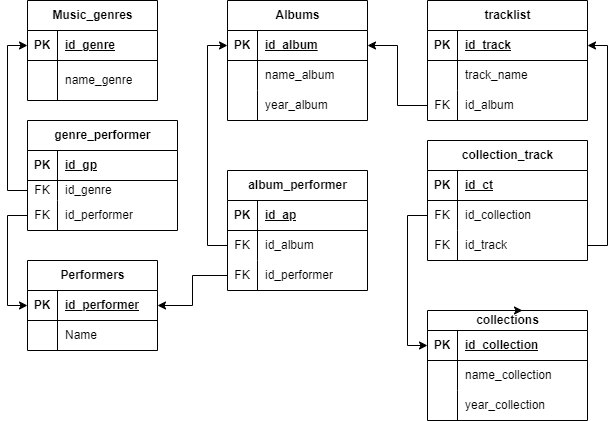 Music_genres
PK id_genre
name_genre
genre_performer
PK id_gp
FK id_genre
FK id_performer
Performers
PK id_performer
Name
Albums
PK id_album
name_album
year_album
album_performer
PK id_ap
FK id_album
FK id_performer
tracklist
PK id_track
track_name
FK id_album
collection_track
PK id_ct
FK id_collection
FK id_track
collections
PK id_collection
name_collection
year_collection